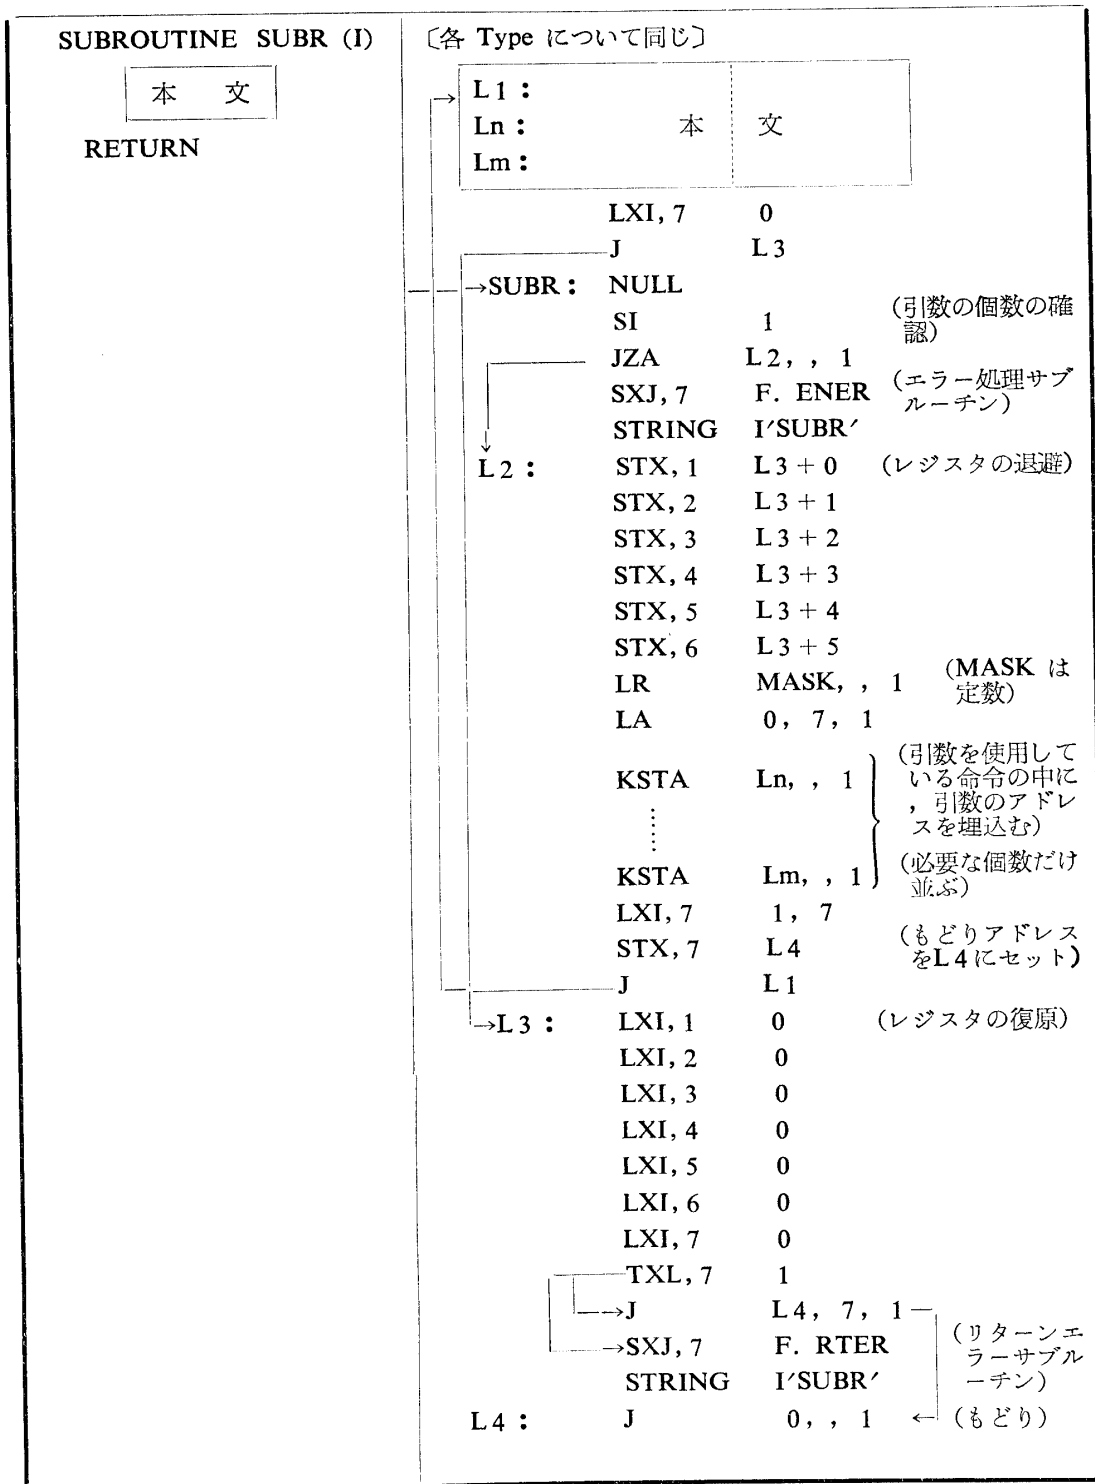 SUBROUTINE SUBR (I)
本 文
RETURN
〔各 Type について同じ〕
L1:
Ln: 本 文
Lm:
LXI, 7 0
J L3
SUBR: NULL
SI 1 (引数の個数の確認)
JZA L2, , 1
SXJ, 7 F. ENER (エラー処理サブルーチン)
STRING I′SUBR′
L2: STX, 1 L3+0 (レジスタの退避)
STX, 2 L3+1
STX, 3 L3+2
STX, 4 L3+3
STX, 5 L3+4
STX, 6 L3+5
LR MASK, , 1 (MASK は定数)
LA 0, 7, 1
KSTA Ln, , 1 (引数を使用している命令の中に, 引数のアドレスを埋込む)
⋮
KSTA Lm, , 1 (必要な個数だけ並ぶ)
LXI, 7 1, 7
STX, 7 L4 (もどりアドレスをL4にセット)
J L1
L3: LXI, 1 0 (レジスタの復原)
LXI, 2 0
LXI, 3 0
LXI, 4 0
LXI, 5 0
LXI, 6 0
LXI, 7 0
TXL, 7 1
J L4, 7, 1
SXJ, 7 F. RTER (リターンエラーサブルーチン)
STRING I′SUBR′
L4: J 0, , 1 ← (もどり)